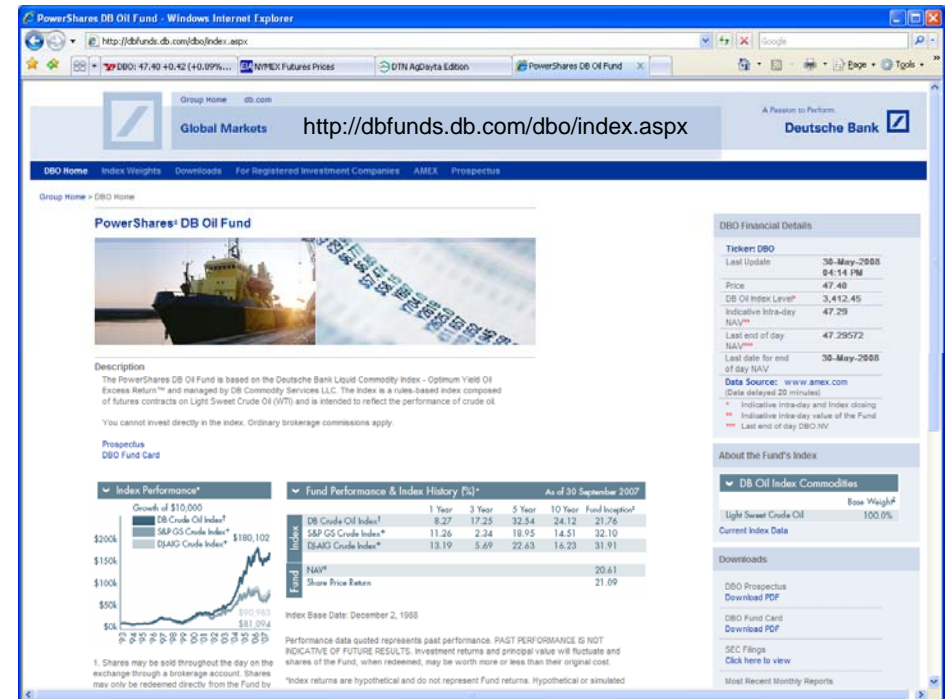 PowerShares DB Oil Fund - Windows Internet Explorer
http://dbfunds.db.com/dbo/index.aspx
Google
DBO: 47.40 +0.42 (+0.89%...
NYMEX Futures Prices
DTN AgDayta Edition
PowerShares DB Oil Fund
Page
Tools
Group Home db.com
Global Markets
http://dbfunds.db.com/dbo/index.aspx
A Passion to Perform.
Deutsche Bank
DBO Home Index Weights Downloads For Registered Investment Companies AMEX Prospectus
Group Home > DBO Home
PowerShares DB Oil Fund
Description
The PowerShares DB Oil Fund is based on the Deutsche Bank Liquid Commodity Index - Optimum Yield Oil
Excess Return™ and managed by DB Commodity Services LLC. The Index is a rules-based index composed
of futures contracts on Light Sweet Crude Oil (WTI) and is intended to reflect the performance of crude oil.
You cannot invest directly in the index. Ordinary brokerage commissions apply.
Prospectus
DBO Fund Card
Index Performance*
Growth of $10,000
DB Crude Oil Index†
S&P GS Crude Index*
DJ-AIG Crude Index*
$200k
$180,102
$150k
$100k
$50k
$90,983
$0k
$81,094
93 94 95 96 97 98 99 00 01 02 03 04 05 06 07
1. Shares may be sold throughout the day on the
exchange through a brokerage account. Shares
may only be redeemed directly from the Fund by
Fund Performance & Index History (%)* As of 30 September 2007
1 Year 3 Year 5 Year 10 Year Fund Inception
Index
DB Crude Oil Index† 8.27 17.25 32.54 24.12 21.76
S&P GS Crude Index* 11.26 2.34 18.95 14.51 32.10
DJ-AIG Crude Index* 13.19 5.69 22.63 16.23 31.91
Fund
NAV 20.61
Share Price Return 21.09
Index Base Date: December 2, 1988
Performance data quoted represents past performance. PAST PERFORMANCE IS NOT
INDICATIVE OF FUTURE RESULTS. Investment returns and principal value will fluctuate and
shares of the Fund, when redeemed, may be worth more or less than their original cost.
*Index returns are hypothetical and do not represent Fund returns. Hypothetical or simulated
DBO Financial Details
Ticker: DBO
Last Update 30-May-2008
04:14 PM
Price 47.40
DB Oil Index Level* 3,412.45
Indicative Intra-day 47.29
NAV**
Last end of day 47.29572
NAV***
Last date for end 30-May-2008
of day NAV
Data Source: www.amex.com
(Data delayed 20 minutes)
* Indicative intra-day and Index closing
** Indicative intra-day value of the Fund
*** Last end of day DBO.NV
About the Fund's Index
DB Oil Index Commodities
Base Weight
Light Sweet Crude Oil 100.0%
Current Index Data
Downloads
DBO Prospectus
Download PDF
DBO Fund Card
Download PDF
SEC Filings
Click here to view
Most Recent Monthly Reports